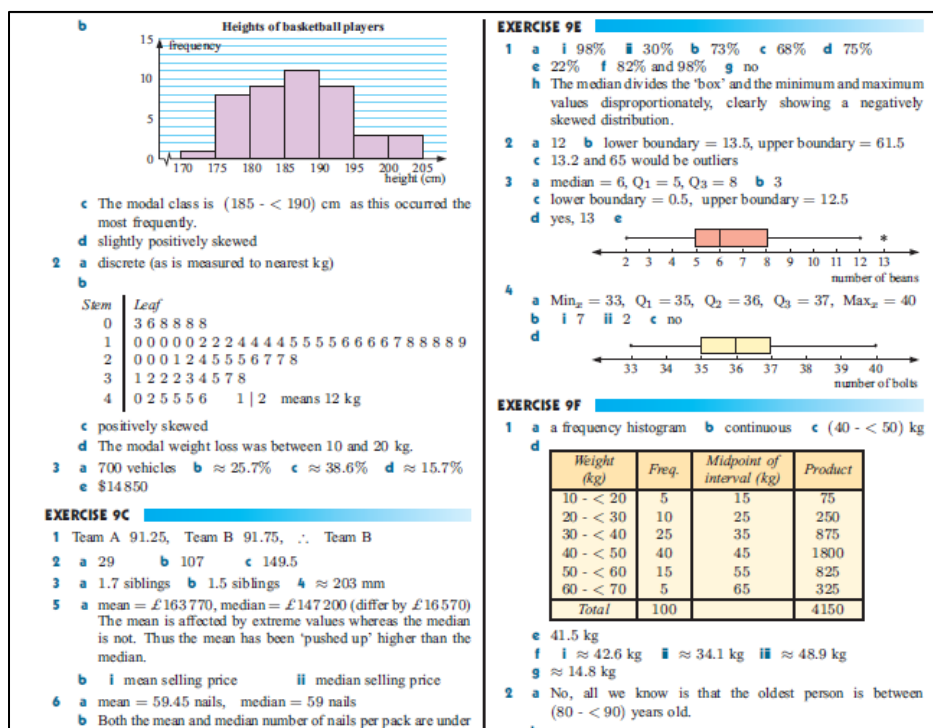 b Heights of basketball players
15 frequency
10
5
0
170 175 180 185 190 195 200 205
height (cm)
c The modal class is (185 - < 190) cm as this occurred the
most frequently.
d slightly positively skewed
2 a discrete (as is measured to nearest kg)
b
Stem Leaf
0 3 6 8 8 8 8
1 0 0 0 0 0 2 2 2 4 4 4 4 5 5 5 5 6 6 6 6 7 8 8 8 8 9
2 0 0 0 1 2 4 5 5 5 6 7 7 8
3 1 2 2 2 3 4 5 7 8
4 0 2 5 5 5 6 1 | 2 means 12 kg
c positively skewed
d The modal weight loss was between 10 and 20 kg.
3 a 700 vehicles b ≈ 25.7% c ≈ 38.6% d ≈ 15.7%
e $14 850
EXERCISE 9C
1 Team A 91.25, Team B 91.75, ∴ Team B
2 a 29 b 107 c 149.5
3 a 1.7 siblings b 1.5 siblings 4 ≈ 203 mm
5 a mean = £163 770, median = £147 200 (differ by £16 570)
The mean is affected by extreme values whereas the median
is not. Thus the mean has been 'pushed up' higher than the
median.
b i mean selling price ii median selling price
6 a mean = 59.45 nails, median = 59 nails
b Both the mean and median number of nails per pack are under
EXERCISE 9E
1 a i 98% ii 30% b 73% c 68% d 75%
e 22% f 82% and 98% g no
h The median divides the 'box' and the minimum and maximum
values disproportionately, clearly showing a negatively
skewed distribution.
2 a 12 b lower boundary = 13.5, upper boundary = 61.5
c 13.2 and 65 would be outliers
3 a median = 6, Q₁ = 5, Q₃ = 8 b 3
c lower boundary = 0.5, upper boundary = 12.5
d yes, 13 e
*
2 3 4 5 6 7 8 9 10 11 12 13
number of beans
4
a Minₓ = 33, Q₁ = 35, Q₂ = 36, Q₃ = 37, Maxₓ = 40
b i 7 ii 2 c no
d
33 34 35 36 37 38 39 40
number of bolts
EXERCISE 9F
1 a a frequency histogram b continuous c (40 - < 50) kg
d
Weight (kg) Freq. Midpoint of interval (kg) Product
10 - < 20 5 15 75
20 - < 30 10 25 250
30 - < 40 25 35 875
40 - < 50 40 45 1800
50 - < 60 15 55 825
60 - < 70 5 65 325
Total 100 4150
e 41.5 kg
f i ≈ 42.6 kg ii ≈ 34.1 kg iii ≈ 48.9 kg
g ≈ 14.8 kg
2 a No, all we know is that the oldest person is between
(80 - < 90) years old.